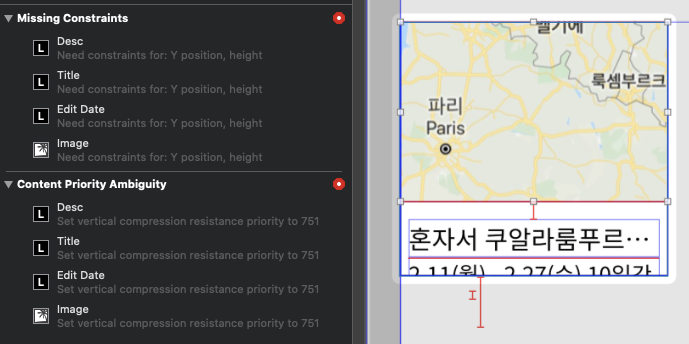 Missing Constraints
L
Desc
Need constraints for: Y position, height
L
Title
Need constraints for: Y position, height
L
Edit Date
Need constraints for: Y position, height
Image
Need constraints for: Y position, height
Content Priority Ambiguity
L
Desc
Set vertical compression resistance priority to 751
L
Title
Set vertical compression resistance priority to 751
L
Edit Date
Set vertical compression resistance priority to 751
Image
Set vertical compression resistance priority to 751
벨기에
룩셈부르크
파리
Paris
혼자서 쿠알라룸푸르…
2.11(월) - 2.27(수) 10일간